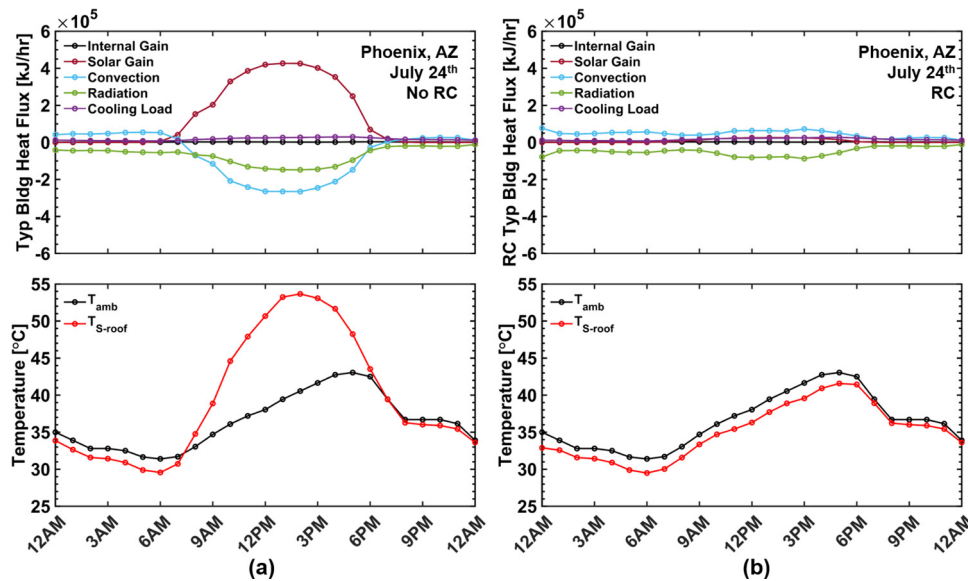 ×10⁵
Typ Bldg Heat Flux [kJ/hr]
6
4
2
0
-2
-4
-6
Internal Gain
Solar Gain
Convection
Radiation
Cooling Load
Phoenix, AZ
July 24th
No RC
×10⁵
RC Typ Bldg Heat Flux [kJ/hr]
6
4
2
0
-2
-4
-6
Internal Gain
Solar Gain
Convection
Radiation
Cooling Load
Phoenix, AZ
July 24th
RC
Temperature [°C]
55
50
45
40
35
30
25
T_amb
T_S-roof
12AM
3AM
6AM
9AM
12PM
3PM
6PM
9PM
12AM
(a)
Temperature [°C]
55
50
45
40
35
30
25
T_amb
T_S-roof
12AM
3AM
6AM
9AM
12PM
3PM
6PM
9PM
12AM
(b)